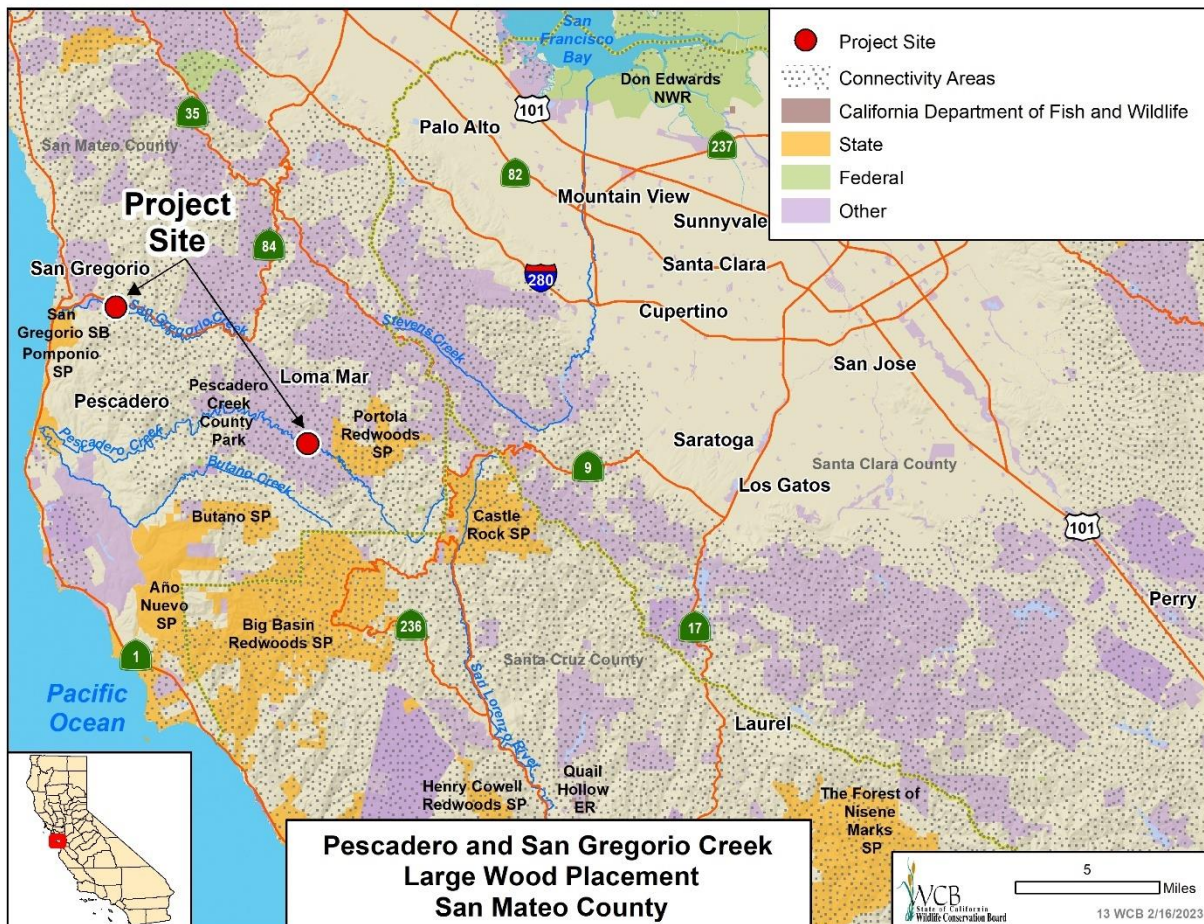 San
Francisco
Bay
Don Edwards
NWR
101
Palo Alto
35
San Mateo County
237
82
Mountain View
Sunnyvale
Project
Site
84
San Gregorio
280
Santa Clara
Cupertino
San
Gregorio SB
San Gregorio Creek
Stevens Creek
Pomponio
SP
Loma Mar
San Jose
Pescadero
Pescadero
Creek
County
Park
Portola
Redwoods
SP
Pescadero Creek
Saratoga
Butano Creek
9
Santa Clara County
Los Gatos
Butano SP
Castle
Rock SP
101
Año
Nuevo
SP
Big Basin
Redwoods SP
236
17
Perry
1
Santa Cruz County
San Lorenzo River
Pacific
Ocean
Laurel
Henry Cowell
Redwoods SP
Quail
Hollow
ER
The Forest of
Nisene
Marks
SP
Project Site
Connectivity Areas
California Department of Fish and Wildlife
State
Federal
Other
Pescadero and San Gregorio Creek
Large Wood Placement
San Mateo County
WCB
State of California
Wildlife Conservation Board
5
Miles
13 WCB 2/16/2023